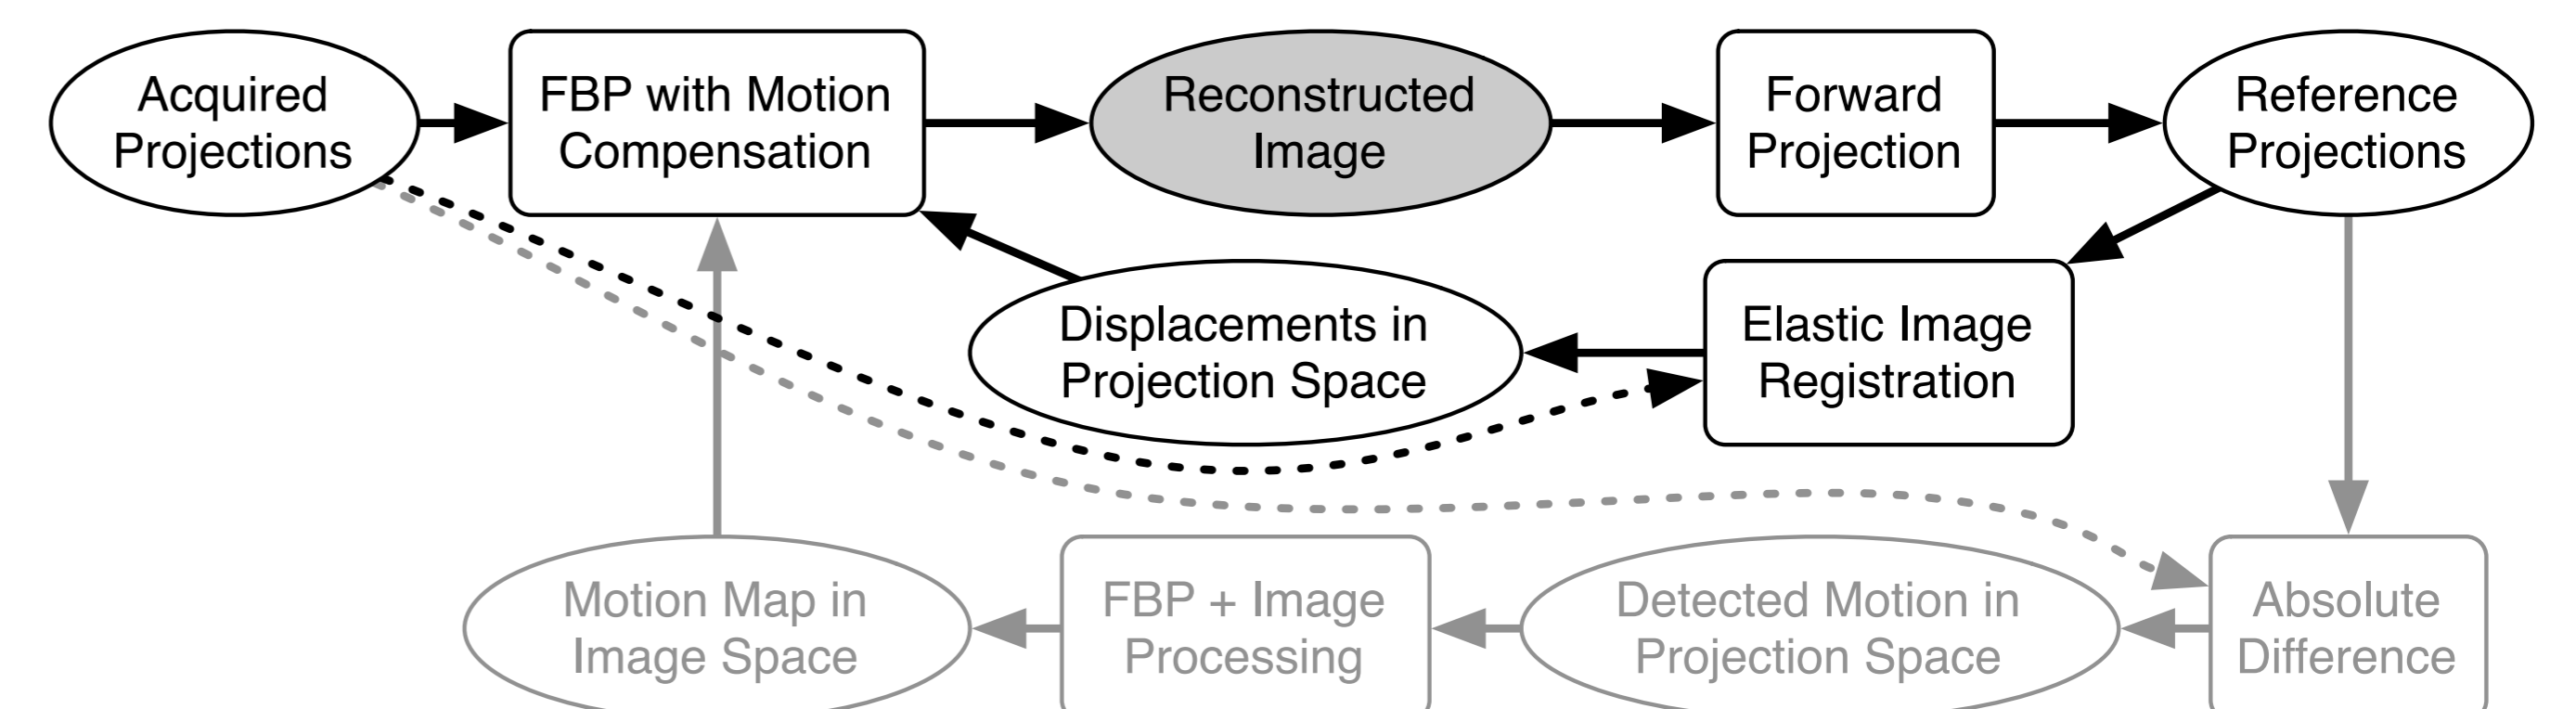 Acquired
Projections
FBP with Motion
Compensation
Reconstructed
Image
Forward
Projection
Reference
Projections
Displacements in
Projection Space
Elastic Image
Registration
Motion Map in
Image Space
FBP + Image
Processing
Detected Motion in
Projection Space
Absolute
Difference